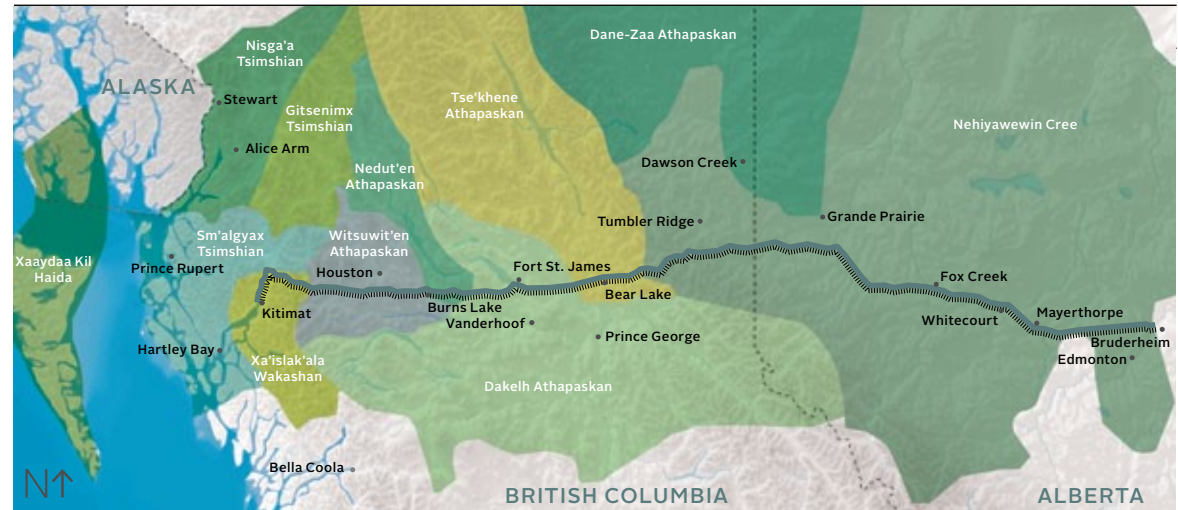 Dane-Zaa Athapaskan
Nisga'a
Tsimshian
ALASKA
Stewart
Tse'khene
Athapaskan
Gitsenimx
Tsimshian
Nehiyawewin Cree
Alice Arm
Dawson Creek
Nedut'en
Athapaskan
Grande Prairie
Tumbler Ridge
Sm'algyax
Tsimshian
Witsuwit'en
Athapaskan
Xaaydaa Kil
Haida
Prince Rupert
Houston
Fort St. James
Fox Creek
Bear Lake
Kitimat
Burns Lake
Vanderhoof
Whitecourt
Mayerthorpe
Prince George
Bruderheim
Hartley Bay
Edmonton
Xa'islak'ala
Wakashan
Dakelh Athapaskan
Bella Coola
N↑
BRITISH COLUMBIA
ALBERTA